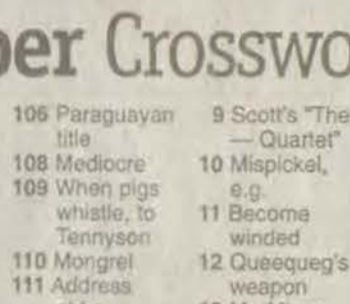 per Crosswo
106 Paraguayan
title
108 Mediocre
109 When pigs
whistle, to
Tennyson
110 Mongrel
111 Address
9 Scott's "The
— Quartet"
10 Mispickel,
e.g.
11 Become
winded
12 Queequeg's
weapon